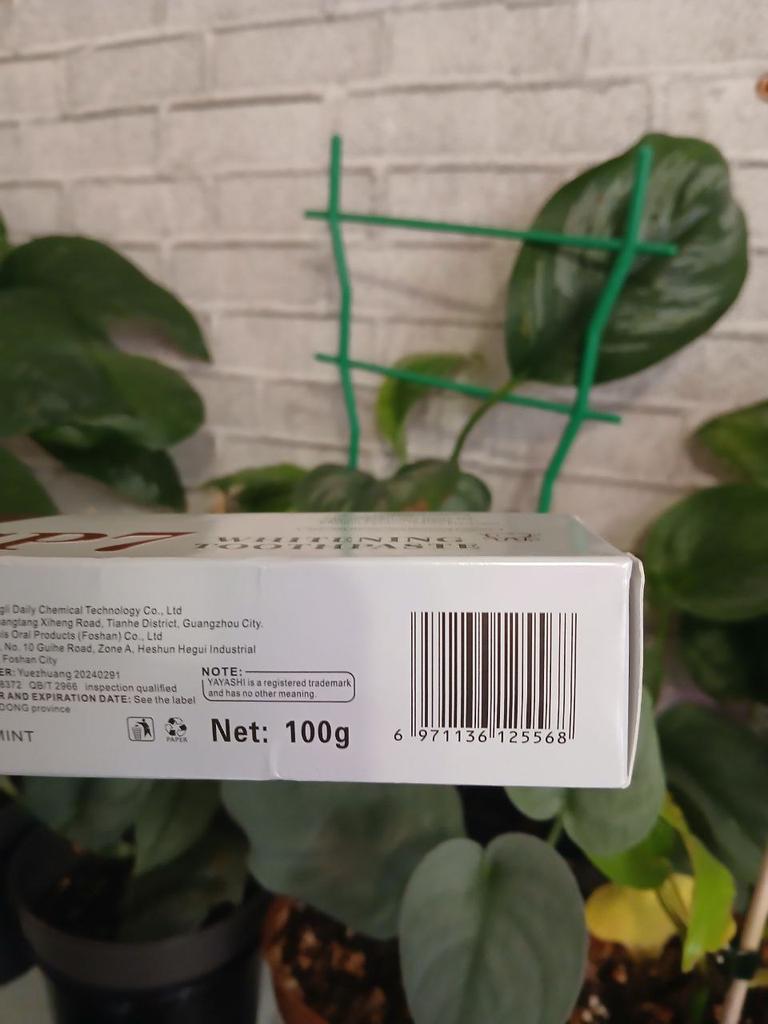 P7 WHITENING
TOOTHPASTE
gli Daily Chemical Technology Co., Ltd
angtang Xiheng Road, Tianhe District, Guangzhou City.
is Oral Products (Foshan) Co., Ltd
, No. 10 Guihe Road, Zone A, Heshun Hegui Industrial
Foshan City
ER: Yuezhuang 20240291
8372 QB/T 2966 inspection qualified
R AND EXPIRATION DATE: See the label
DONG province
MINT
NOTE:
YAYASHI is a registered trademark
and has no other meaning.
PAPER
Net: 100g
6 971136 125568